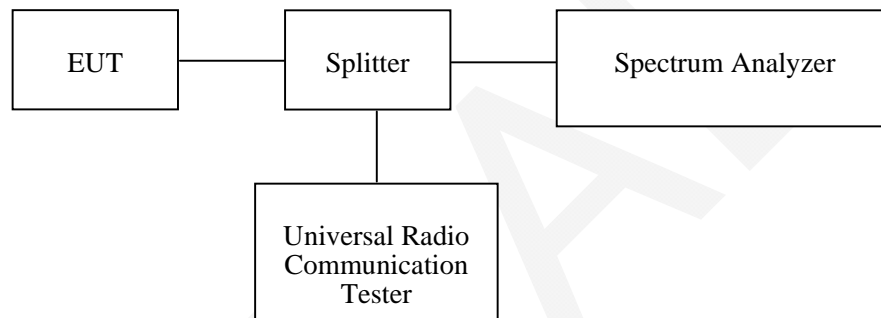 EUT
Splitter
Spectrum Analyzer
Universal Radio
Communication
Tester